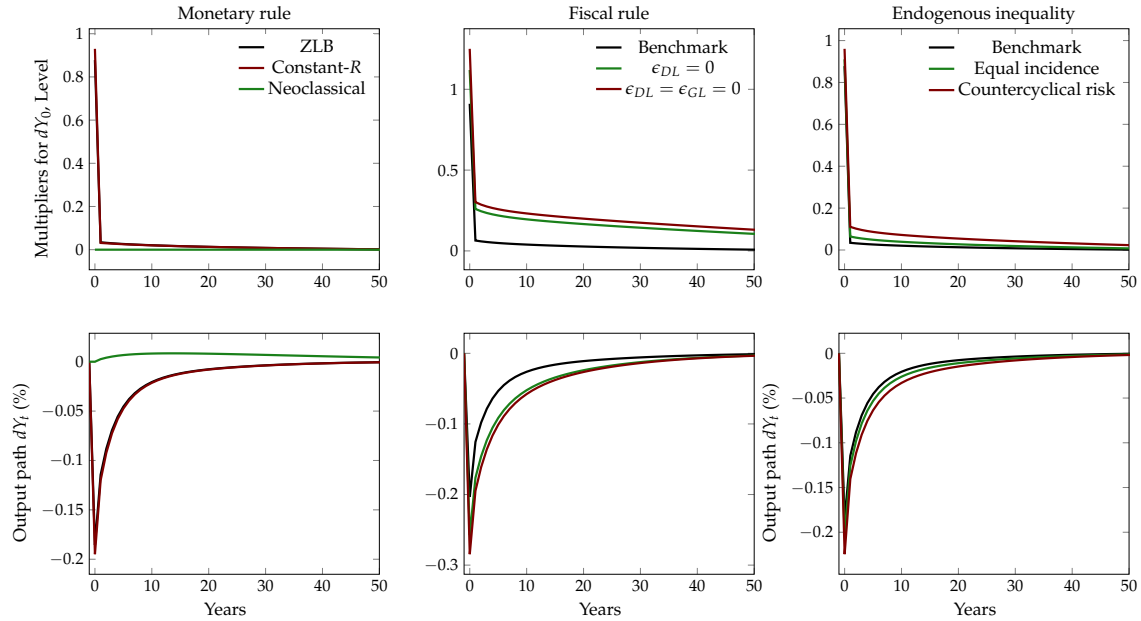 Monetary rule
Multipliers for dY₀, Level
1
0.8
0.6
0.4
0.2
0
0 10 20 30 40 50
ZLB
Constant-R
Neoclassical
Fiscal rule
1
0.5
0
0 10 20 30 40 50
Benchmark
ϵ_DL = 0
ϵ_DL = ϵ_GL = 0
Endogenous inequality
1
0.8
0.6
0.4
0.2
0
0 10 20 30 40 50
Benchmark
Equal incidence
Countercyclical risk
Output path dYₜ (%)
0
−0.05
−0.1
−0.15
−0.2
0 10 20 30 40 50
Years
Output path dYₜ (%)
0
−0.1
−0.2
−0.3
0 10 20 30 40 50
Years
Output path dYₜ (%)
0
−0.05
−0.1
−0.15
−0.2
0 10 20 30 40 50
Years